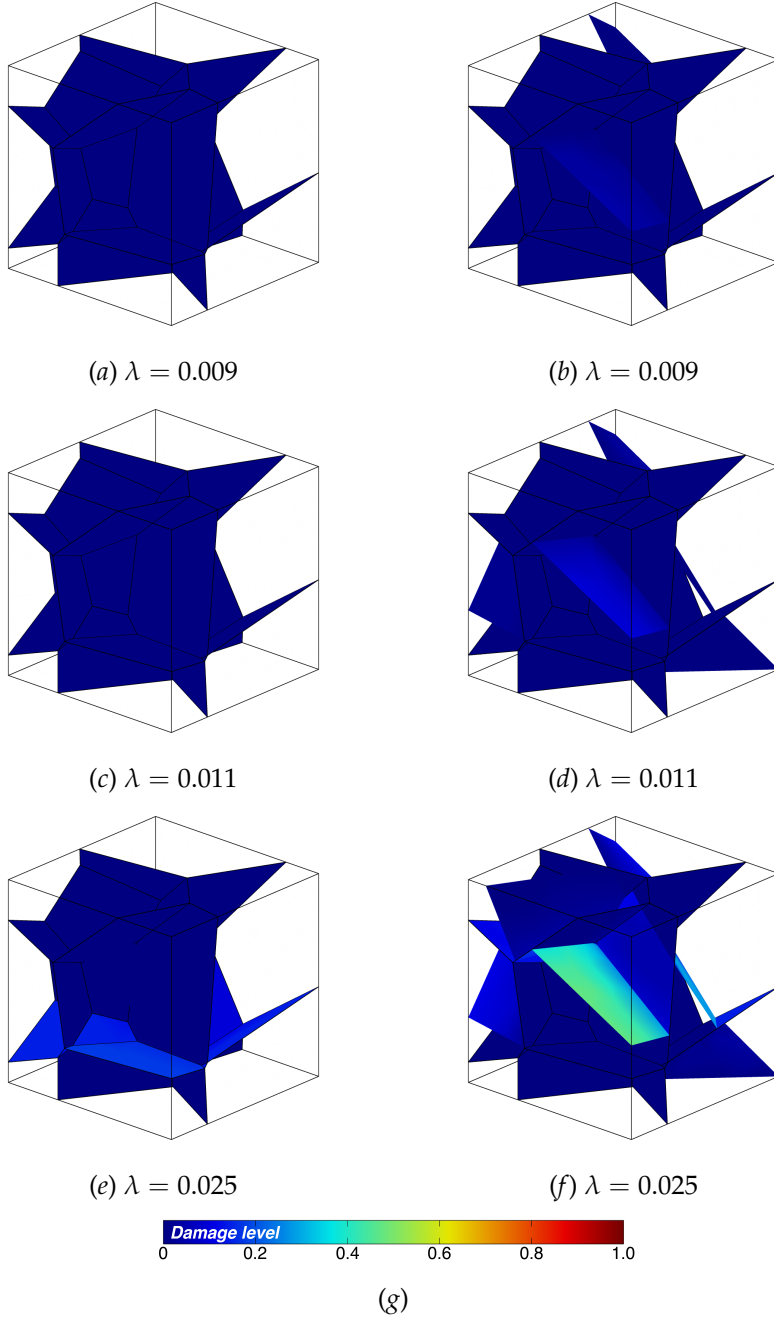 (a) λ = 0.009
(b) λ = 0.009
(c) λ = 0.011
(d) λ = 0.011
(e) λ = 0.025
(f) λ = 0.025
Damage level
0 0.2 0.4 0.6 0.8 1.0
(g)